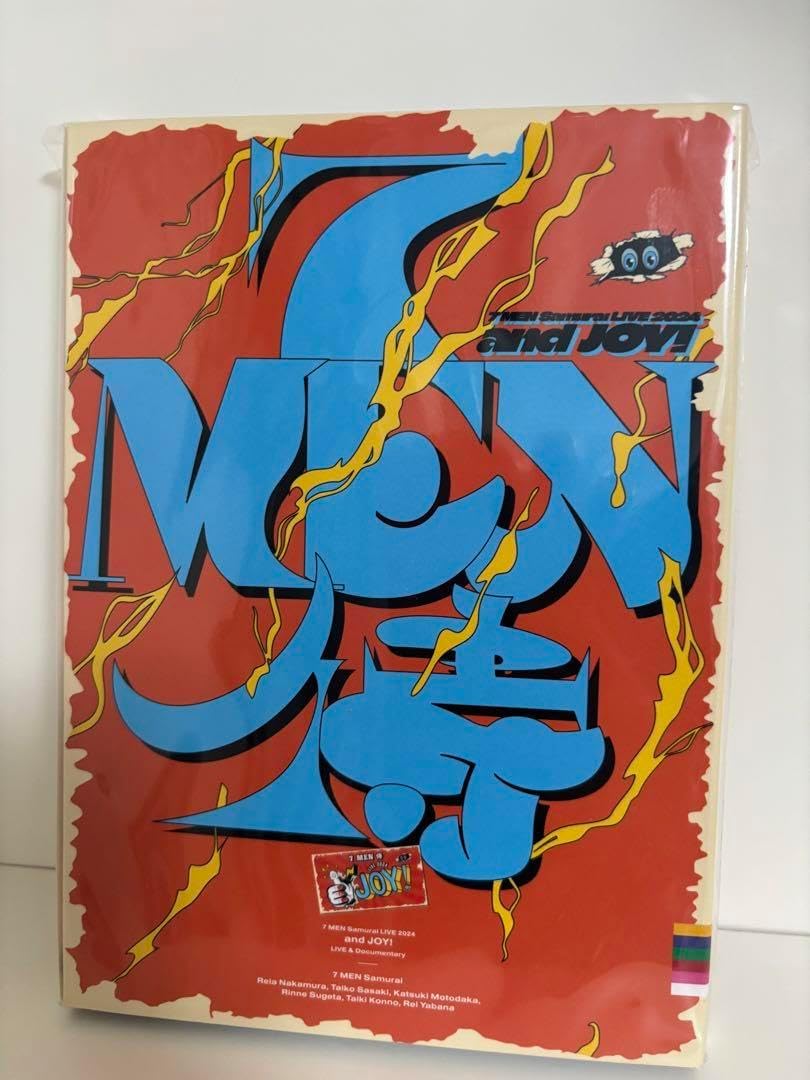 7
MEN
侍
7 MEN Samurai LIVE 2024
and JOY!
7 MEN 侍
LIVE 2024
JOY!
7 MEN Samurai LIVE 2024
and JOY!
LIVE & Documentary
7 MEN Samurai
Reia Nakamura, Taiko Sasaki, Katsuki Motodaka,
Rinne Sugeta, Taiki Konno, Rei Yabana